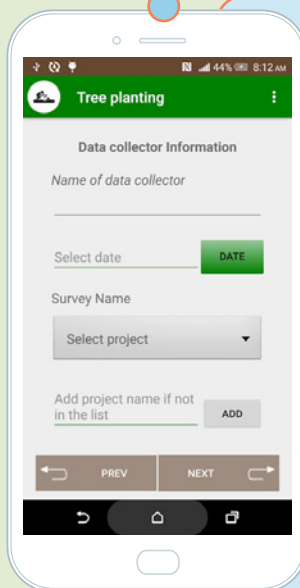 44% 8:12 AM
Tree planting
Data collector Information
Name of data collector
Select date
DATE
Survey Name
Select project
Add project name if not
in the list
ADD
PREV
NEXT